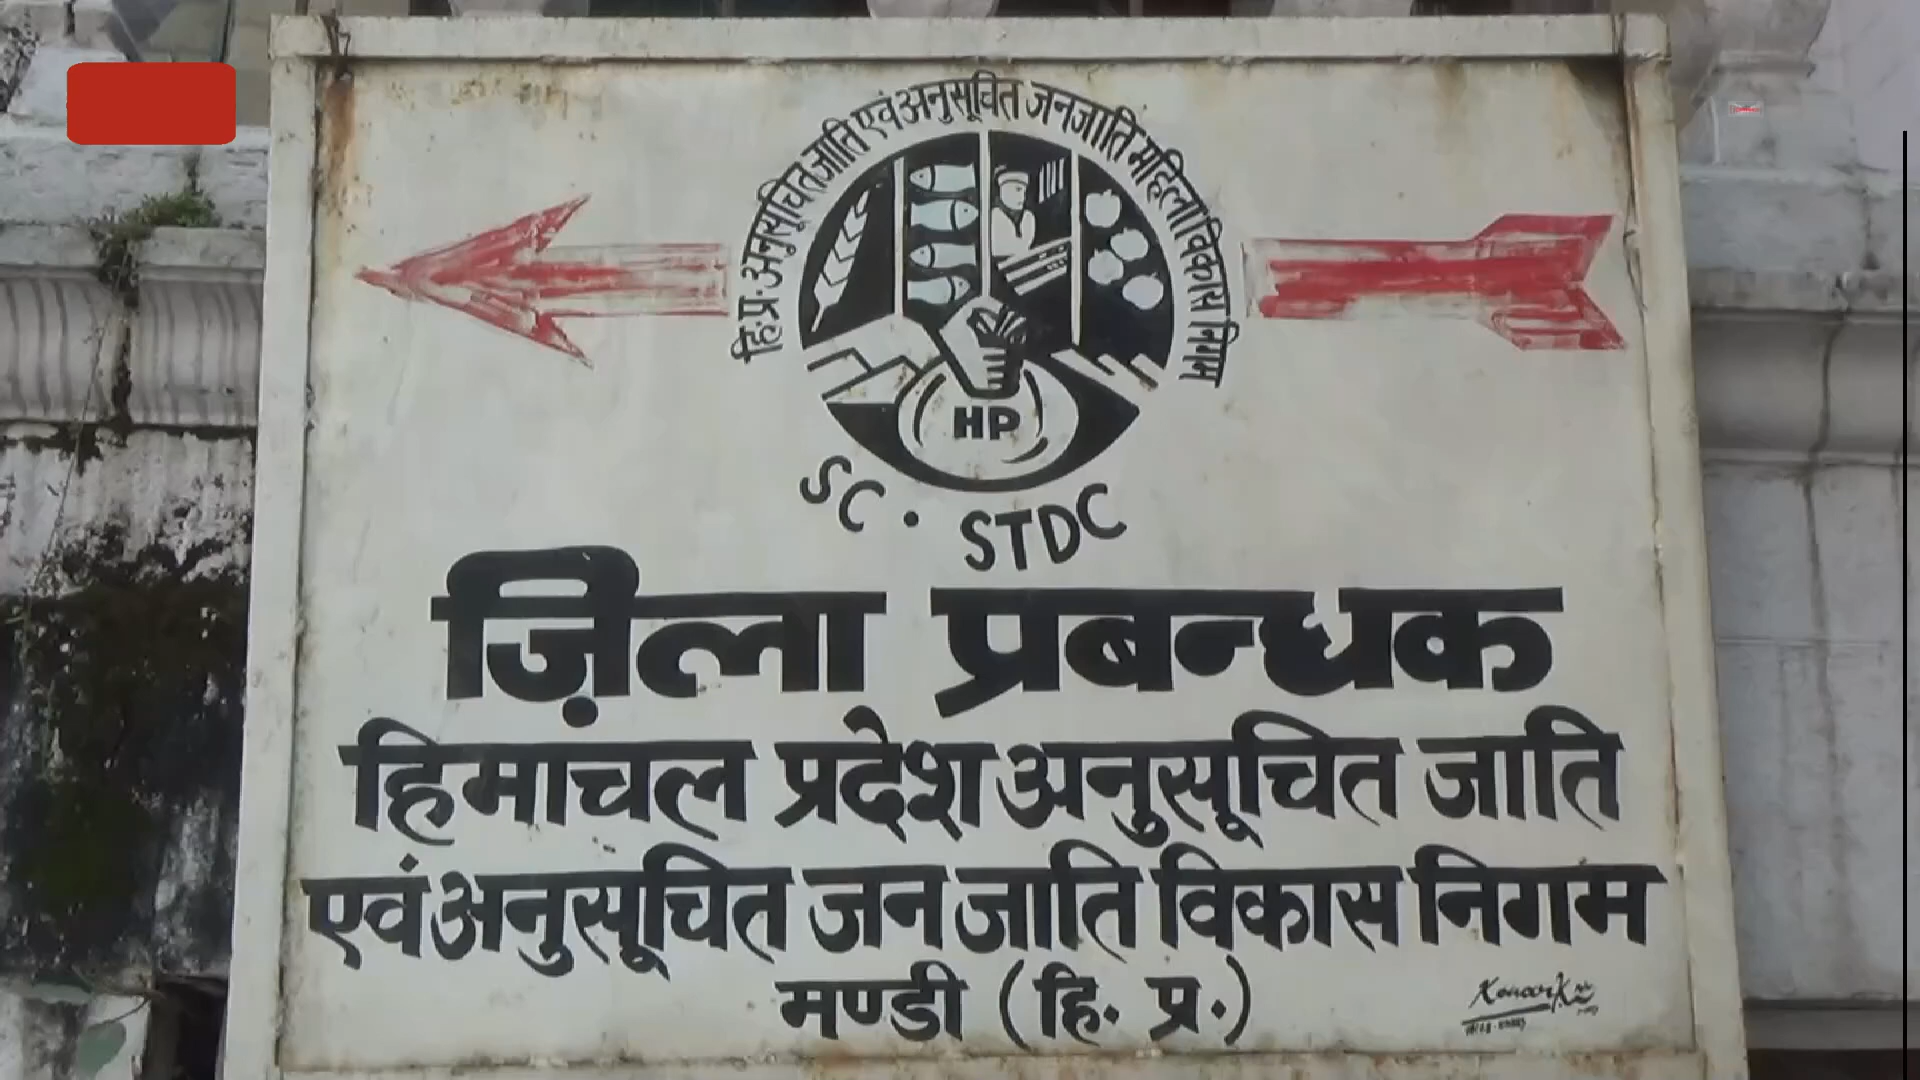 हि.प्र. अनुसूचित जाति एवं अनुसूचित जनजाति महिला विकास निगम
HP
SC. STDC
ज़िला प्रबन्धक
हिमाचल प्रदेश अनुसूचित जाति
एवं अनुसूचित जन जाति विकास निगम
मण्डी (हि. प्र.)